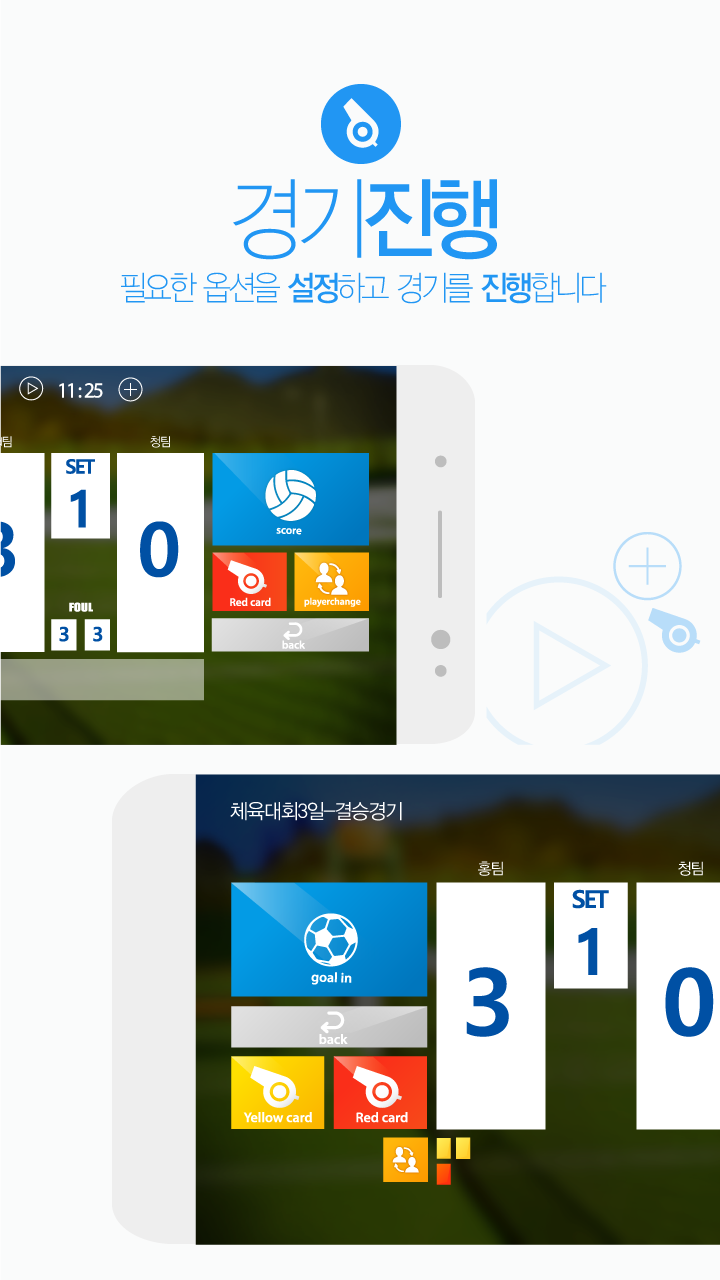 경기진행
필요한 옵션을 설정하고 경기를 진행합니다
11:25
팀
청팀
SET
1
3
0
score
FOUL
3 3
Red card
playerchange
back
체육대회3일-결승경기
홍팀
청팀
goal in
SET
1
3
0
back
Yellow card
Red card